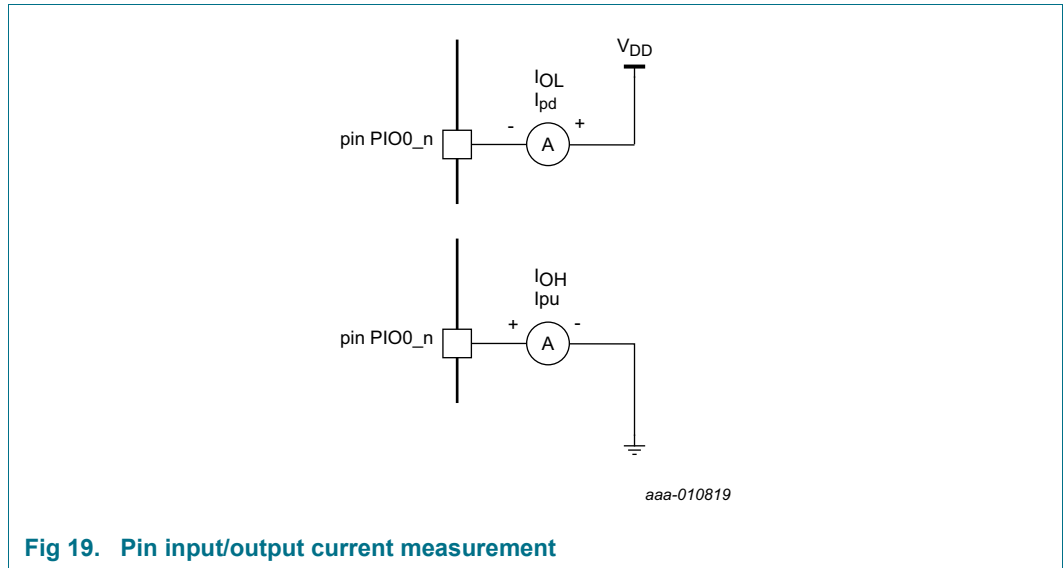 VDD
IOL
Ipd
- +
pin PIO0_n A
IOH
Ipu
+ -
pin PIO0_n A
aaa-010819
Fig 19. Pin input/output current measurement